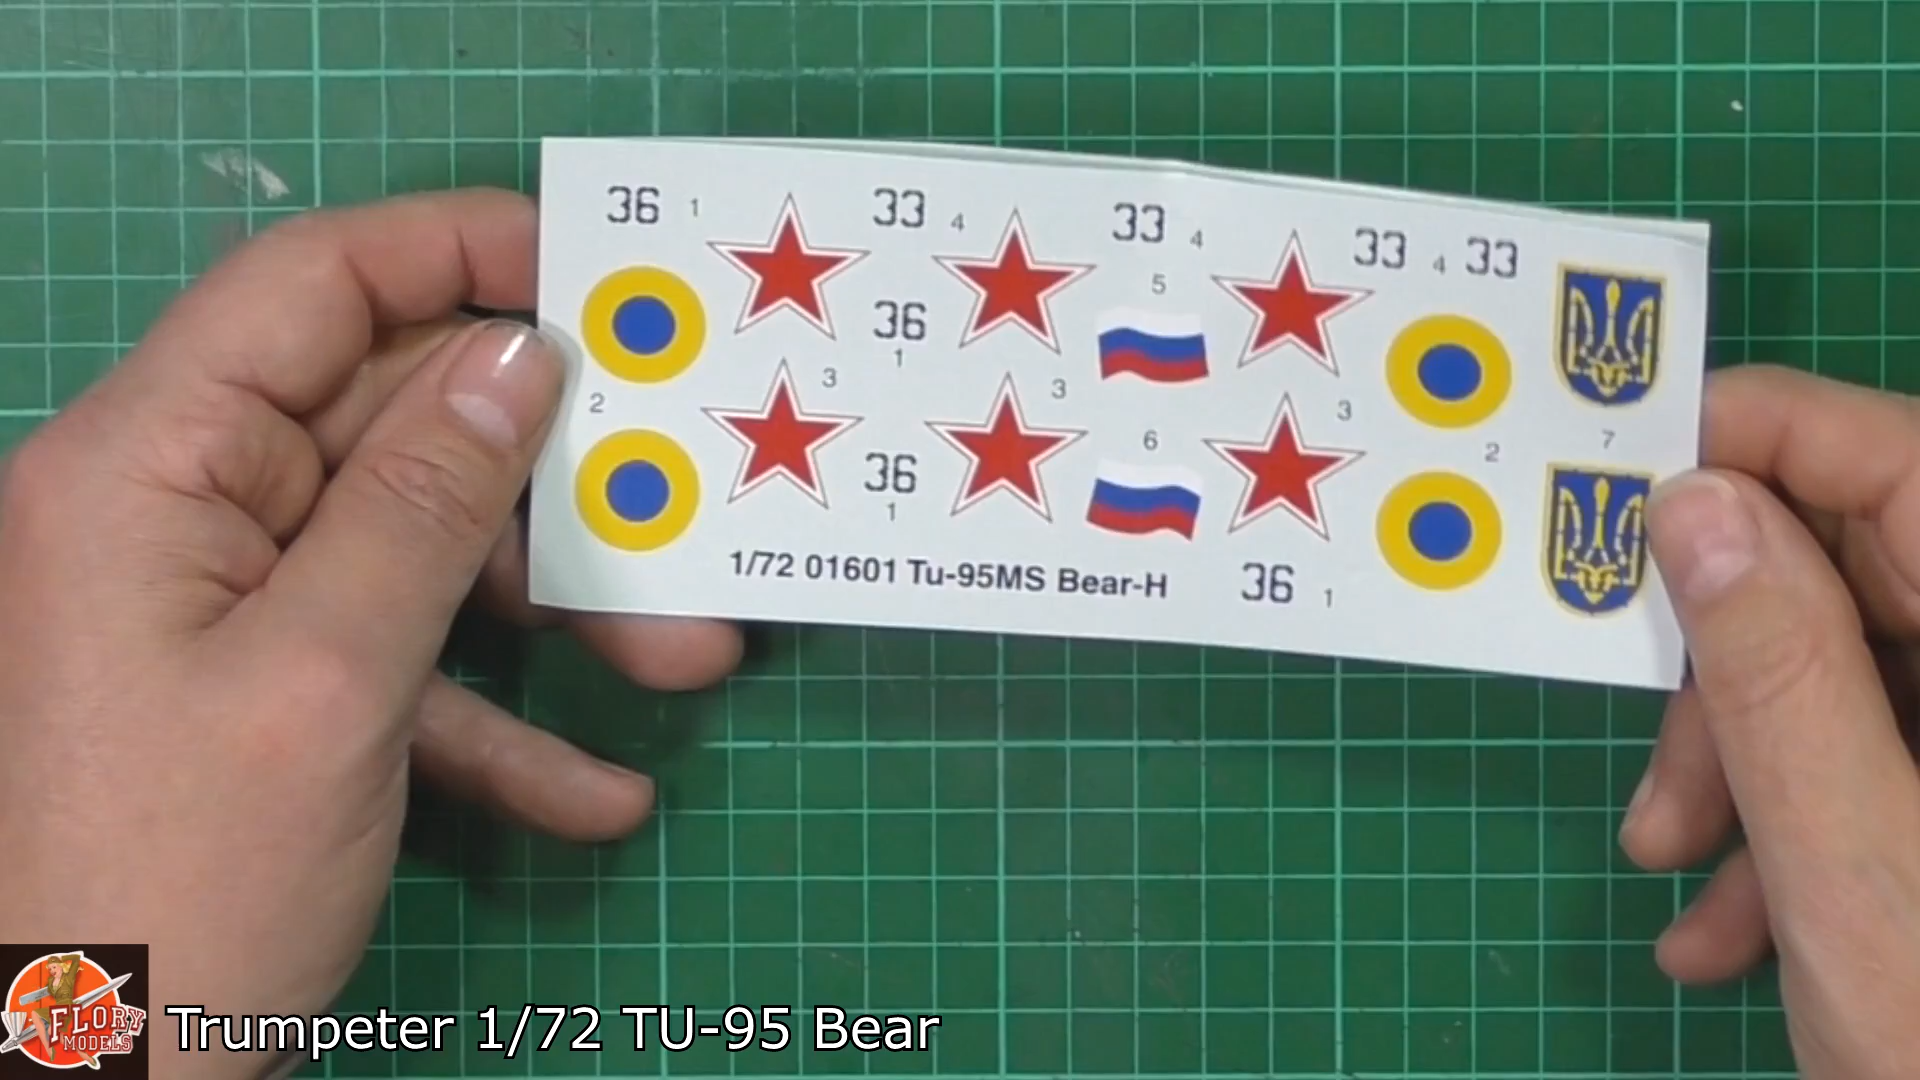 36 1 33 4 33 4 33 4 33
5
36
1
3 3 3
2 6 7
2
36
1
1/72 01601 Tu-95MS Bear-H 36 1
FLORY
MODELS
Trumpeter 1/72 TU-95 Bear